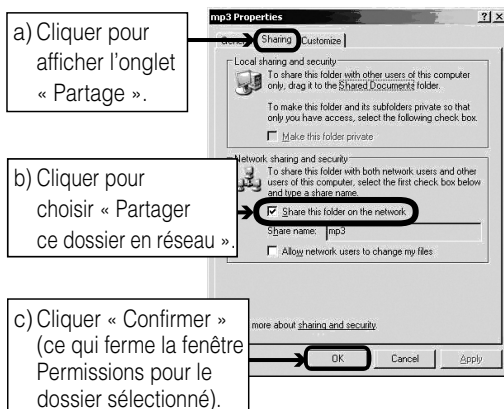 a) Cliquer pour
afficher l'onglet
« Partage ».
b) Cliquer pour
choisir « Partager
ce dossier en réseau ».
c) Cliquer « Confirmer »
(ce qui ferme la fenêtre
Permissions pour le
dossier sélectionné).
mp3 Properties
Sharing
Customize
Local sharing and security
To share this folder with other users of this computer
only, drag it to the Shared Documents folder.
To make this folder and its subfolders private so that
only you have access, select the following check box.
Make this folder private
Network sharing and security
To share this folder with both network users and other
users of this computer, select the first check box below
and type a share name.
Share this folder on the network
Share name: mp3
Allow network users to change my files
more about sharing and security.
OK
Cancel
Apply